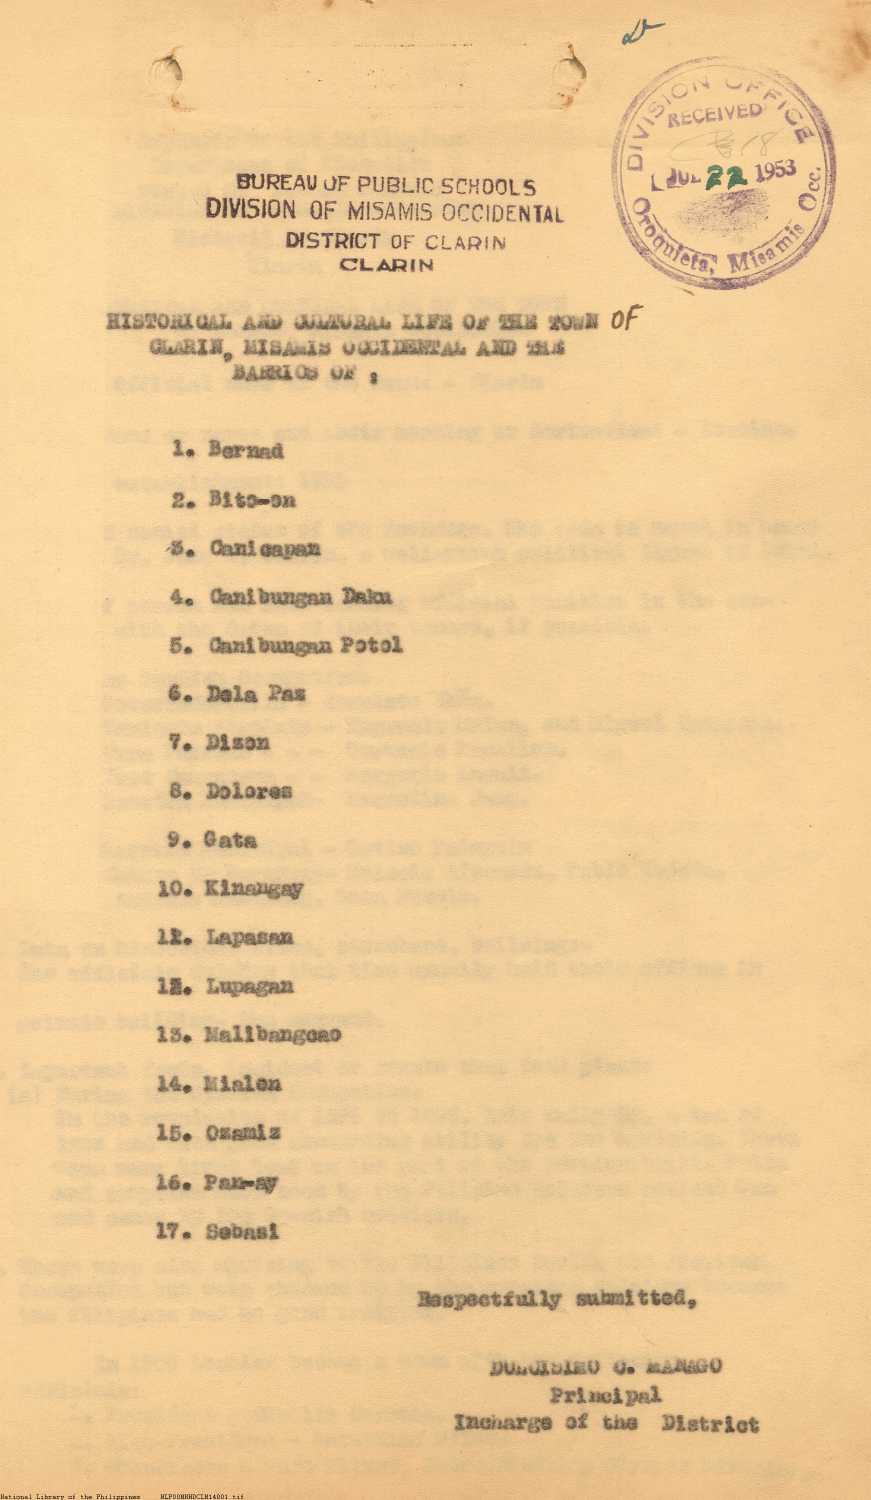 DIVISION OFFICE
RECEIVED
JUL 22 1953
Oroquieta, Misamis Occ.
BUREAU OF PUBLIC SCHOOLS
DIVISION OF MISAMIS OCCIDENTAL
DISTRICT OF CLARIN
CLARIN
HISTORICAL AND CULTURAL LIFE OF THE TOWN OF
CLARIN, MISAMIS OCCIDENTAL AND THE
BARRIOS OF :
1. Bernad
2. Bito-on
3. Canicapan
4. Canibungan Daku
5. Canibungan Potol
6. Dela Paz
7. Dizon
8. Dolores
9. Gata
10. Kinangay
11. Lapasan
12. Lupagan
13. Malibangcao
14. Mialen
15. Ozamiz
16. Pan-ay
17. Sebasi
Respectfully submitted,
DULCISIMO C. MANAGO
Principal
Incharge of the District
National Library of the Philippines